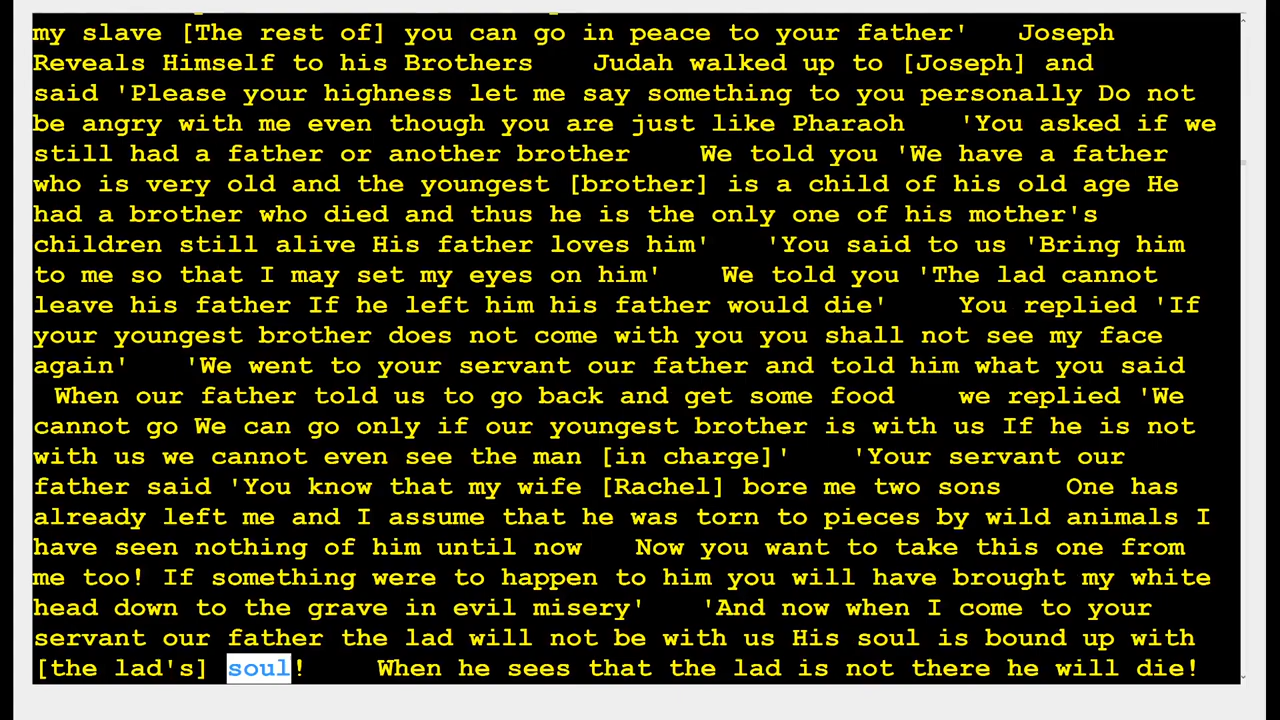 my slave [The rest of] you can go in peace to your father' Joseph
Reveals Himself to his Brothers Judah walked up to [Joseph] and
said 'Please your highness let me say something to you personally Do not
be angry with me even though you are just like Pharaoh 'You asked if we
still had a father or another brother We told you 'We have a father
who is very old and the youngest [brother] is a child of his old age He
had a brother who died and thus he is the only one of his mother's
children still alive His father loves him' 'You said to us 'Bring him
to me so that I may set my eyes on him' We told you 'The lad cannot
leave his father If he left him his father would die' You replied 'If
your youngest brother does not come with you you shall not see my face
again' 'We went to your servant our father and told him what you said
When our father told us to go back and get some food we replied 'We
cannot go We can go only if our youngest brother is with us If he is not
with us we cannot even see the man [in charge]' 'Your servant our
father said 'You know that my wife [Rachel] bore me two sons One has
already left me and I assume that he was torn to pieces by wild animals I
have seen nothing of him until now Now you want to take this one from
me too! If something were to happen to him you will have brought my white
head down to the grave in evil misery' 'And now when I come to your
servant our father the lad will not be with us His soul is bound up with
[the lad's] soul! When he sees that the lad is not there he will die!